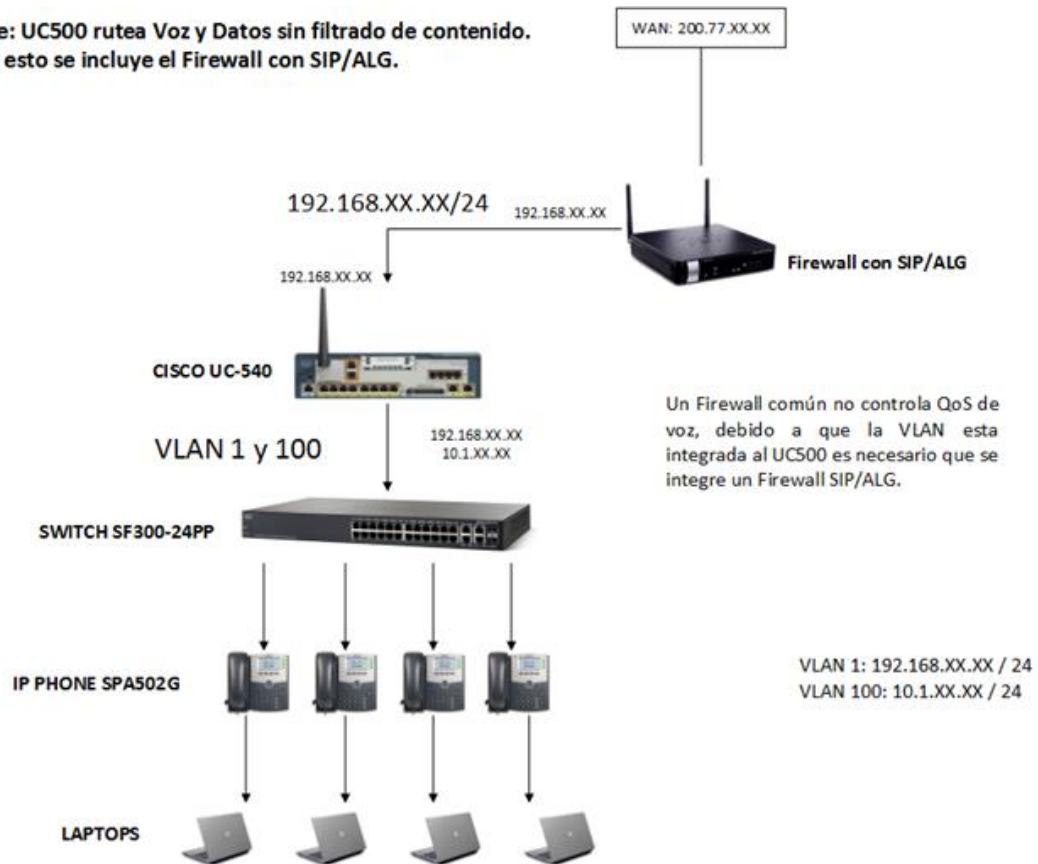 e: UC500 rutea Voz y Datos sin filtrado de contenido.
esto se incluye el Firewall con SIP/ALG.
WAN: 200.77.XX.XX
192.168.XX.XX/24
192.168.XX.XX
Firewall con SIP/ALG
192.168.XX.XX
CISCO UC-540
Un Firewall común no controla QoS de
voz, debido a que la VLAN esta
integrada al UC500 es necesario que se
integre un Firewall SIP/ALG.
VLAN 1 y 100
192.168.XX.XX
10.1.XX.XX
SWITCH SF300-24PP
IP PHONE SPA502G
VLAN 1: 192.168.XX.XX / 24
VLAN 100: 10.1.XX.XX / 24
LAPTOPS